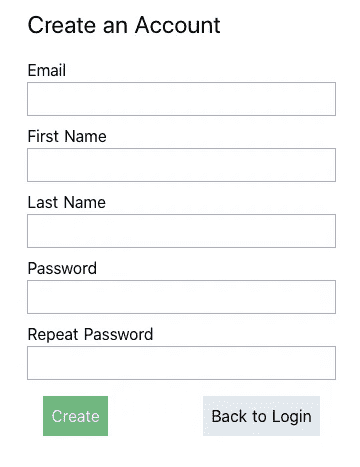 Create an Account
Email
First Name
Last Name
Password
Repeat Password
Create Back to Login